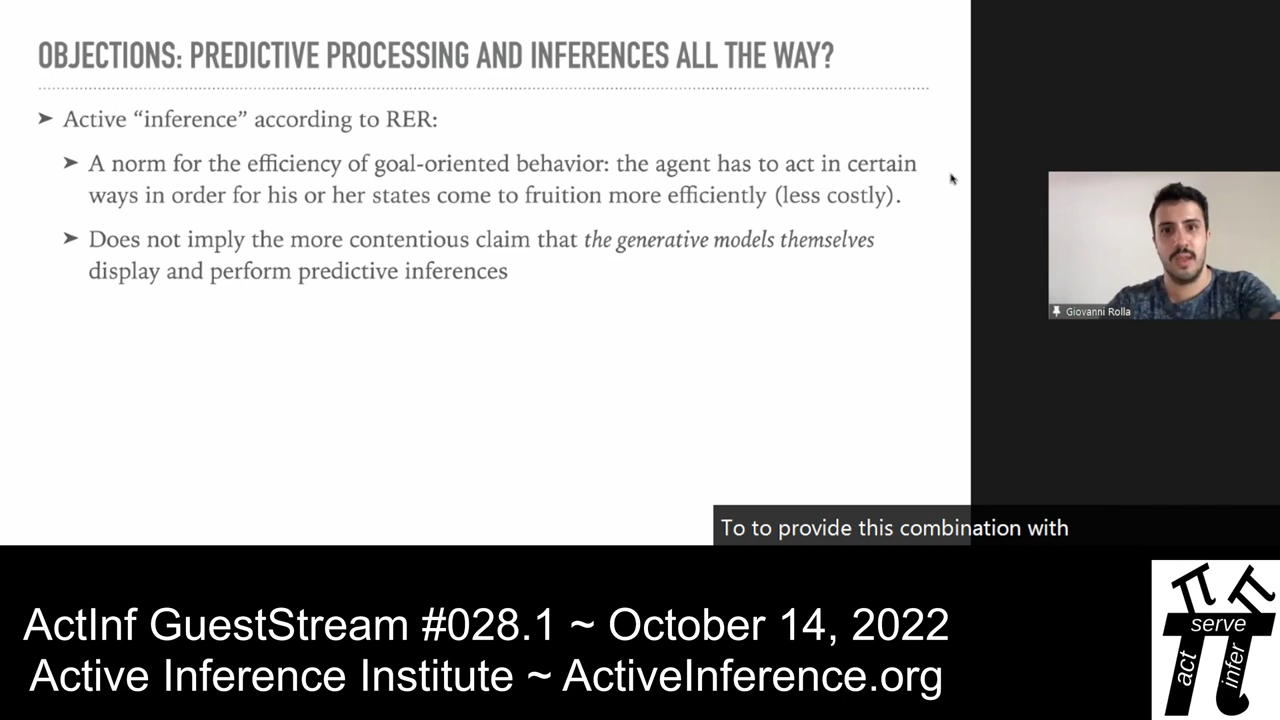 OBJECTIONS: PREDICTIVE PROCESSING AND INFERENCES ALL THE WAY?
➤ Active “inference” according to RER:
➤ A norm for the efficiency of goal-oriented behavior: the agent has to act in certain
ways in order for his or her states come to fruition more efficiently (less costly).
➤ Does not imply the more contentious claim that the generative models themselves
display and perform predictive inferences
Giovanni Rolla
To to provide this combination with
ActInf GuestStream #028.1 ~ October 14, 2022
Active Inference Institute ~ ActiveInference.org
serve
act
infer